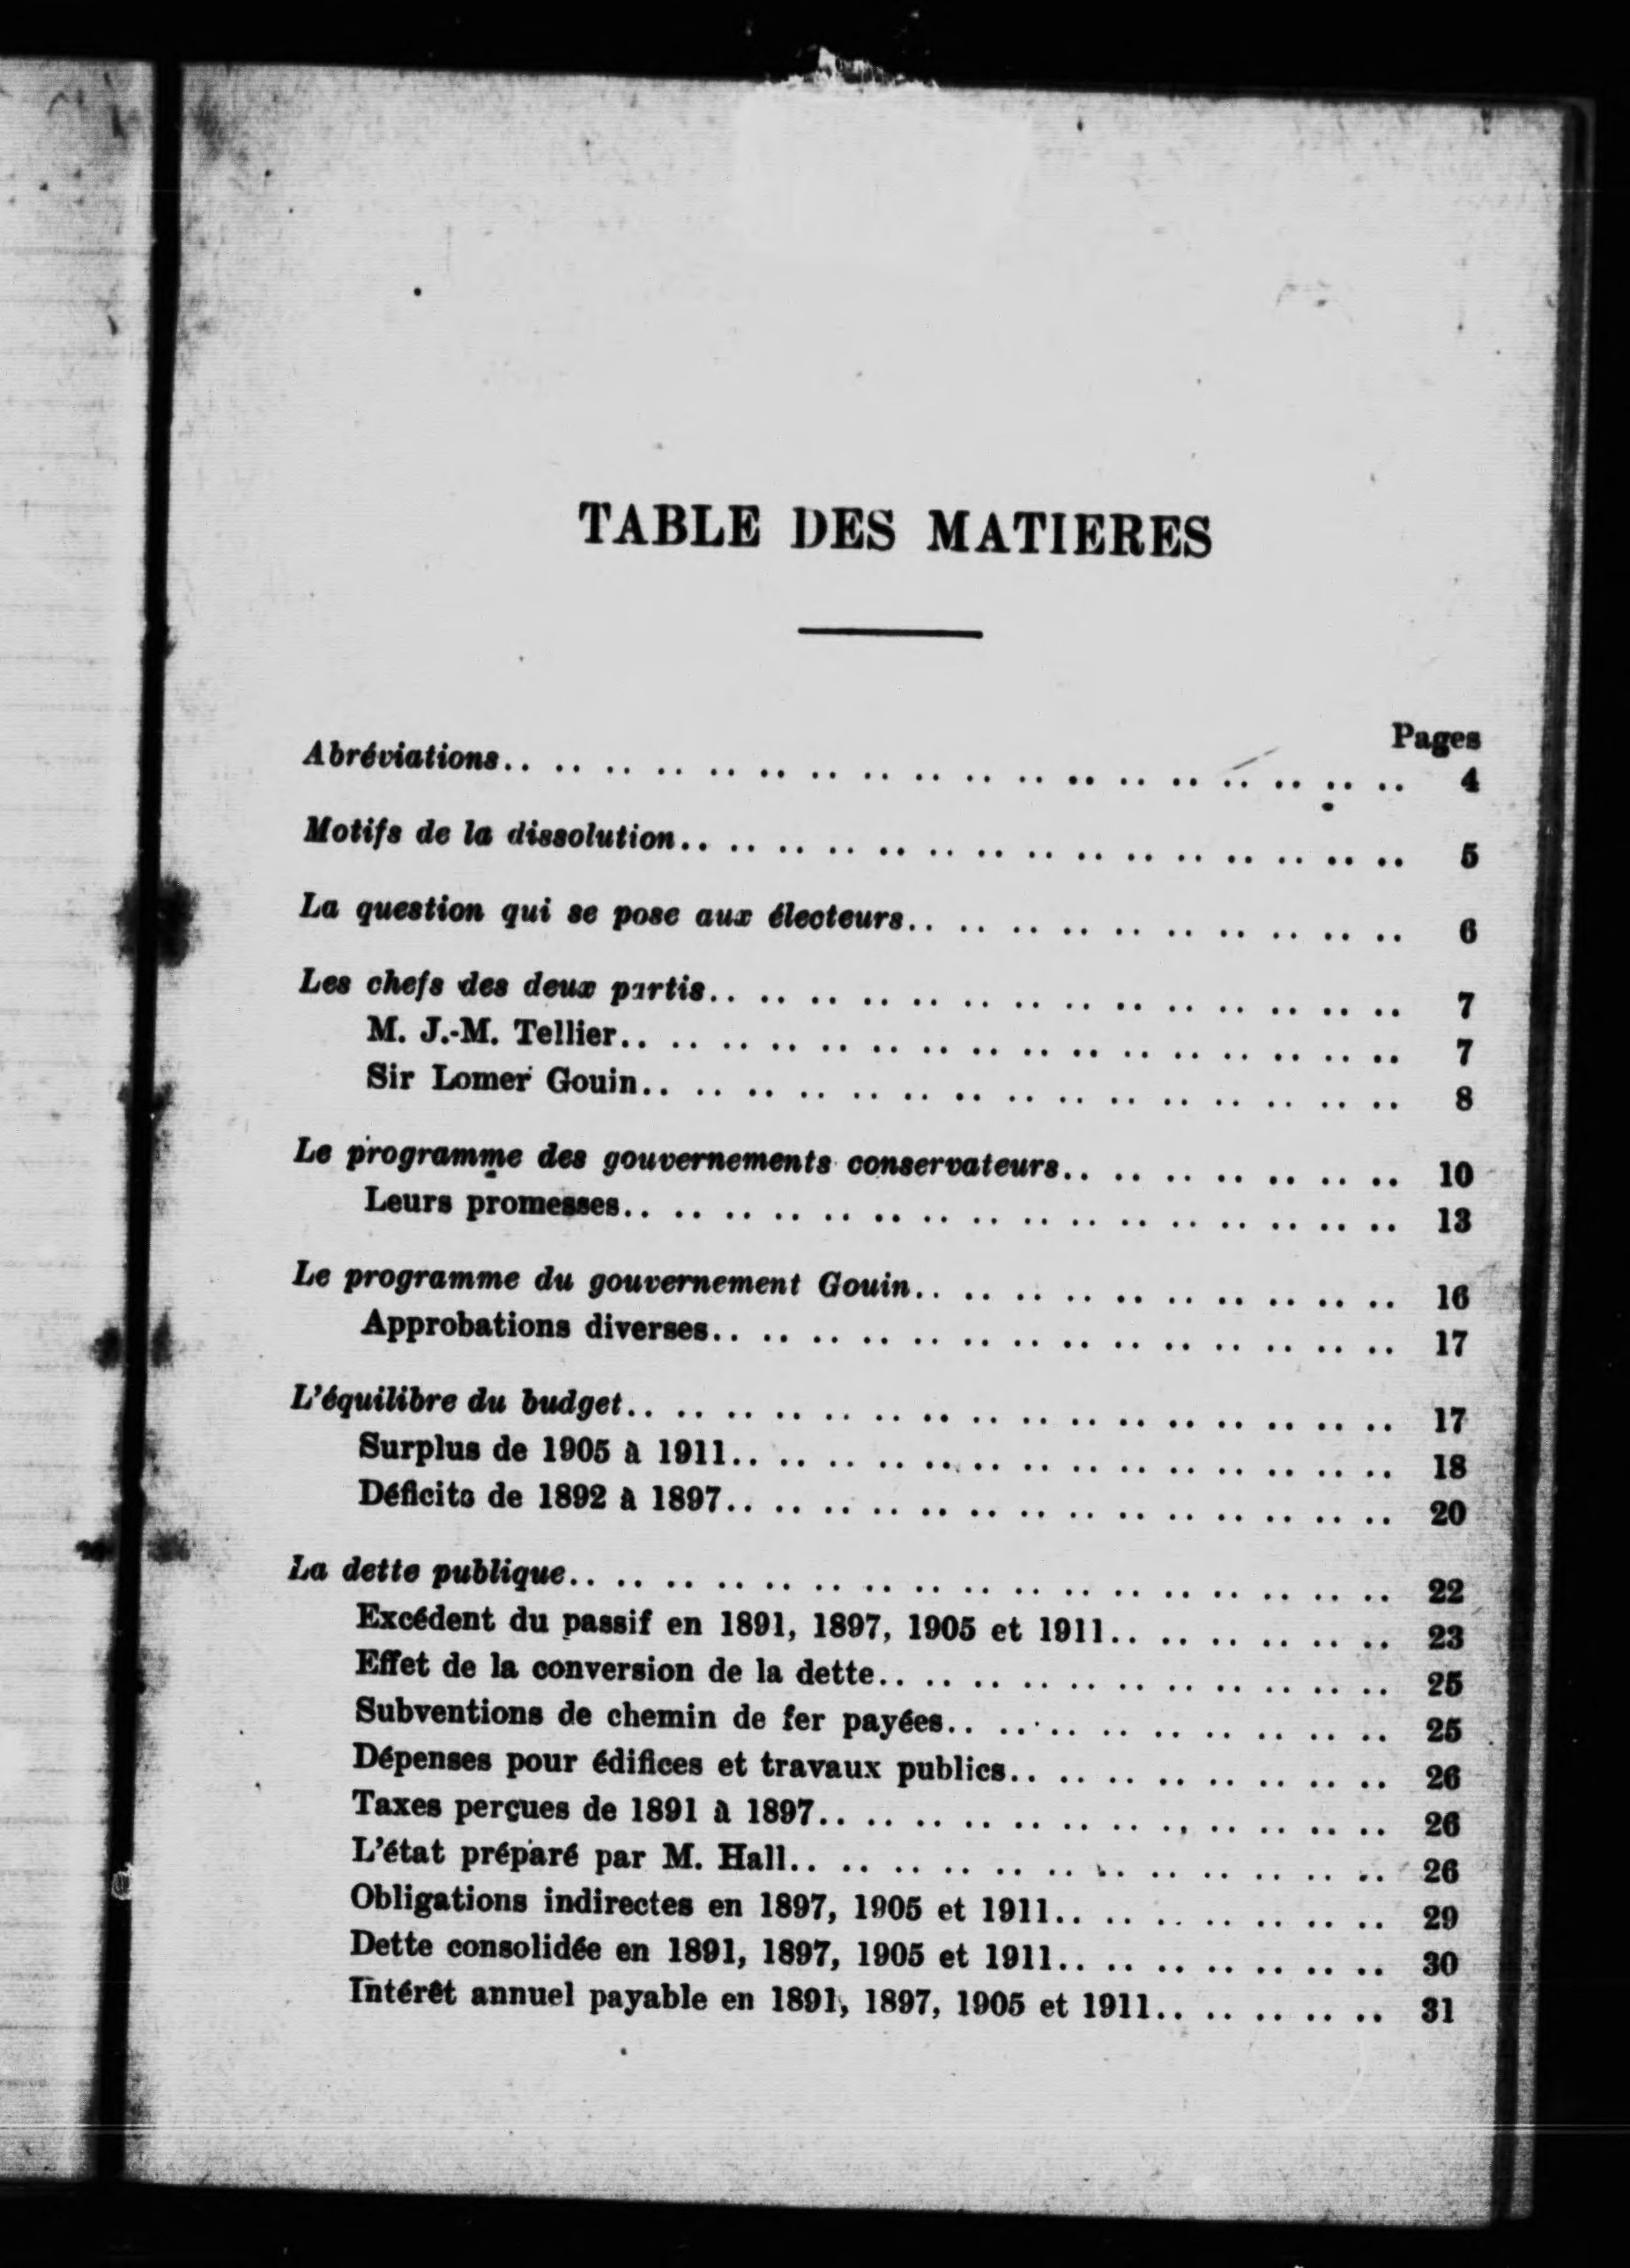 TABLE DES MATIERES
Pages
Abréviations.. .. .. .. .. .. .. .. .. .. .. .. .. .. .. .. .. .. 4
Motifs de la dissolution.. .. .. .. .. .. .. .. .. .. .. .. .. .. .. 5
La question qui se pose aux électeurs.. .. .. .. .. .. .. .. .. .. 6
Les chefs des deux partis.. .. .. .. .. .. .. .. .. .. .. .. .. .. 7
M. J.-M. Tellier.. .. .. .. .. .. .. .. .. .. .. .. .. .. .. .. 7
Sir Lomer Gouin.. .. .. .. .. .. .. .. .. .. .. .. .. .. .. 8
Le programme des gouvernements conservateurs.. .. .. .. .. .. .. 10
Leurs promesses.. .. .. .. .. .. .. .. .. .. .. .. .. .. .. .. 13
Le programme du gouvernement Gouin.. .. .. .. .. .. .. .. .. .. 16
Approbations diverses.. .. .. .. .. .. .. .. .. .. .. .. .. .. 17
L'équilibre du budget.. .. .. .. .. .. .. .. .. .. .. .. .. .. .. .. 17
Surplus de 1905 à 1911.. .. .. .. .. .. .. .. .. .. .. .. .. .. 18
Déficits de 1892 à 1897.. .. .. .. .. .. .. .. .. .. .. .. .. .. 20
La dette publique.. .. .. .. .. .. .. .. .. .. .. .. .. .. .. .. .. 22
Excédent du passif en 1891, 1897, 1905 et 1911.. .. .. .. .. .. 23
Effet de la conversion de la dette.. .. .. .. .. .. .. .. .. .. .. 25
Subventions de chemin de fer payées.. .. .. .. .. .. .. .. .. 25
Dépenses pour édifices et travaux publics.. .. .. .. .. .. .. .. 26
Taxes perçues de 1891 à 1897.. .. .. .. .. .. .. .. .. .. .. .. 26
L'état préparé par M. Hall.. .. .. .. .. .. .. .. .. .. .. .. .. 26
Obligations indirectes en 1897, 1905 et 1911.. .. .. .. .. .. .. 29
Dette consolidée en 1891, 1897, 1905 et 1911.. .. .. .. .. .. .. 30
Intérêt annuel payable en 1891, 1897, 1905 et 1911.. .. .. .. .. 31